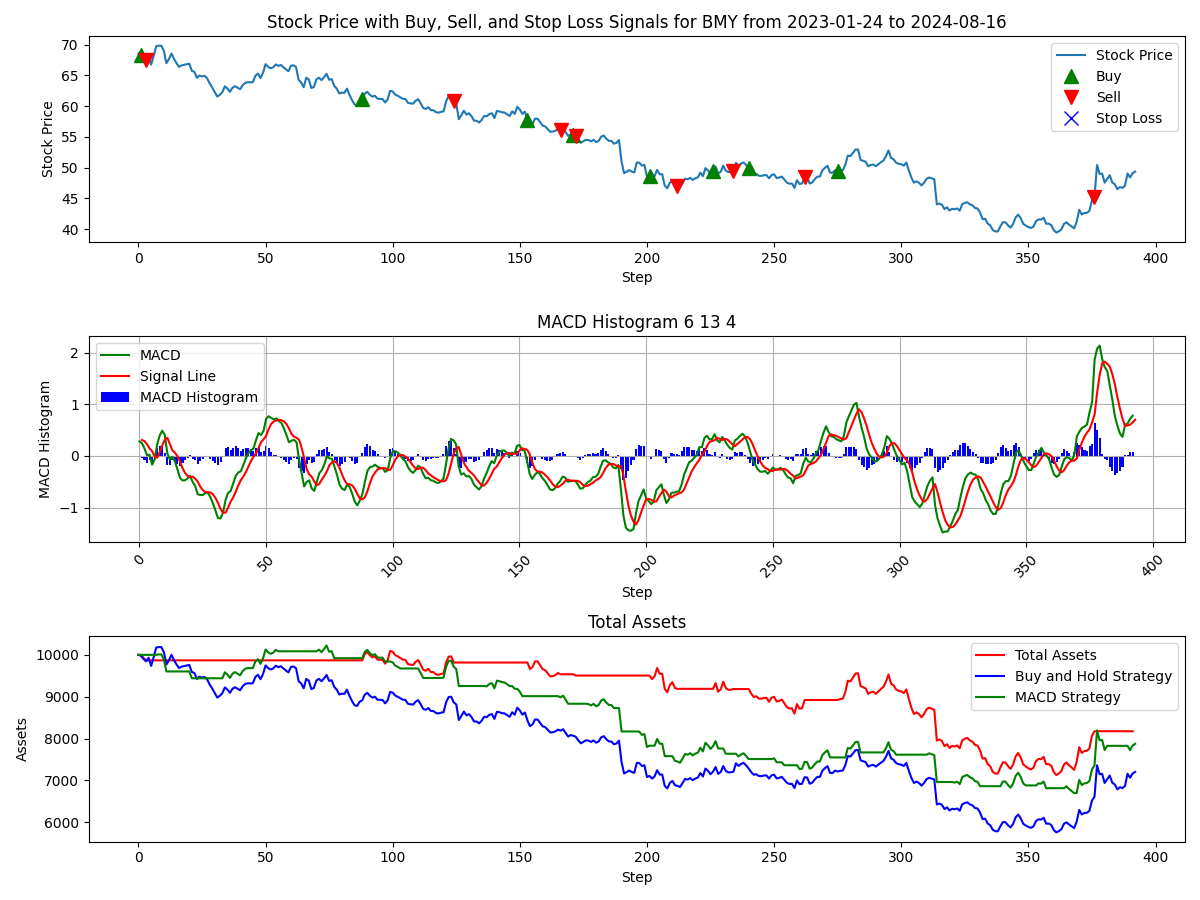 Stock Price with Buy, Sell, and Stop Loss Signals for BMY from 2023-01-24 to 2024-08-16
Stock Price
70
65
60
55
50
45
40
Stock Price
Buy
Sell
Stop Loss
0 50 100 150 200 250 300 350 400
Step
MACD Histogram 6 13 4
MACD Histogram
2
1
0
−1
MACD
Signal Line
MACD Histogram
0 50 100 150 200 250 300 350 400
Step
Total Assets
Assets
10000
9000
8000
7000
6000
Total Assets
Buy and Hold Strategy
MACD Strategy
0 50 100 150 200 250 300 350 400
Step